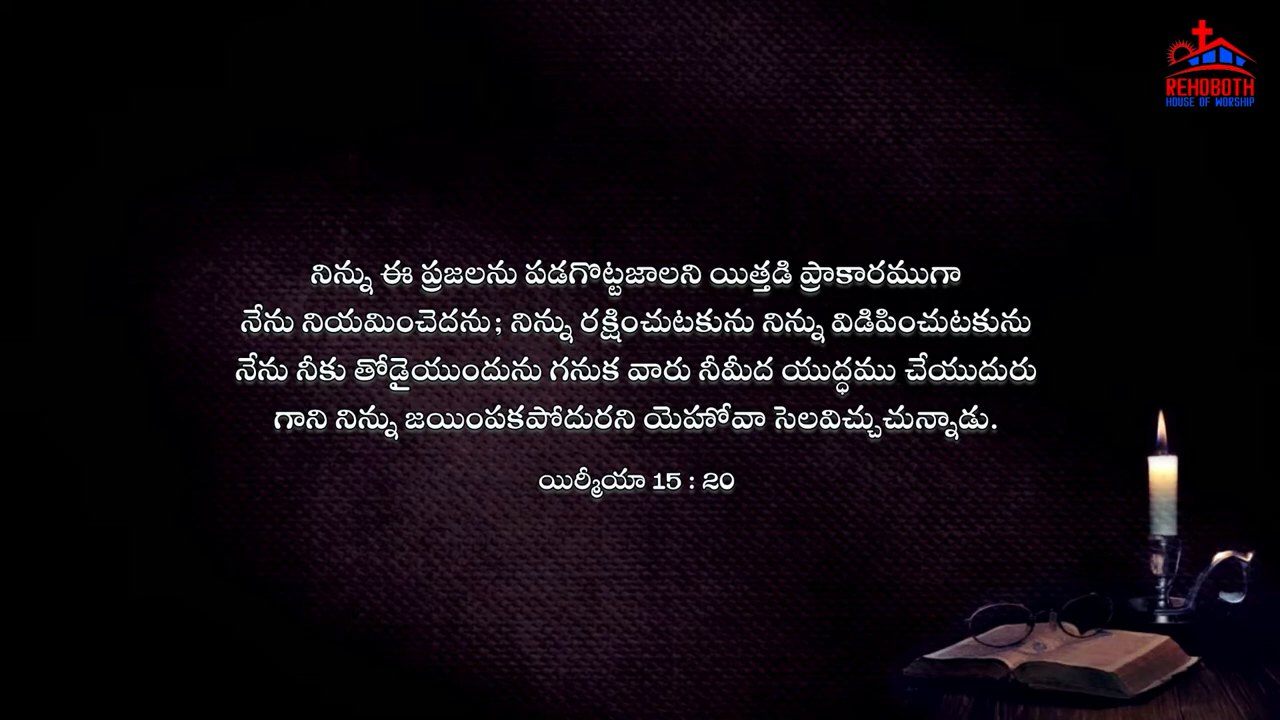 REHOBOTH
HOUSE OF WORSHIP
నిన్ను ఈ ప్రజలను పడగొట్టజాలని యిత్తడి ప్రాకారముగా
నేను నియమించెదను; నిన్ను రక్షించుటకును నిన్ను విడిపించుటకును
నేను నీకు తోడైయుందును గనుక వారు నీమీద యుద్ధము చేయుదురు
గాని నిన్ను జయింపకపోదురని యెహోవా సెలవిచ్చుచున్నాడు.
యిర్మీయా 15 : 20